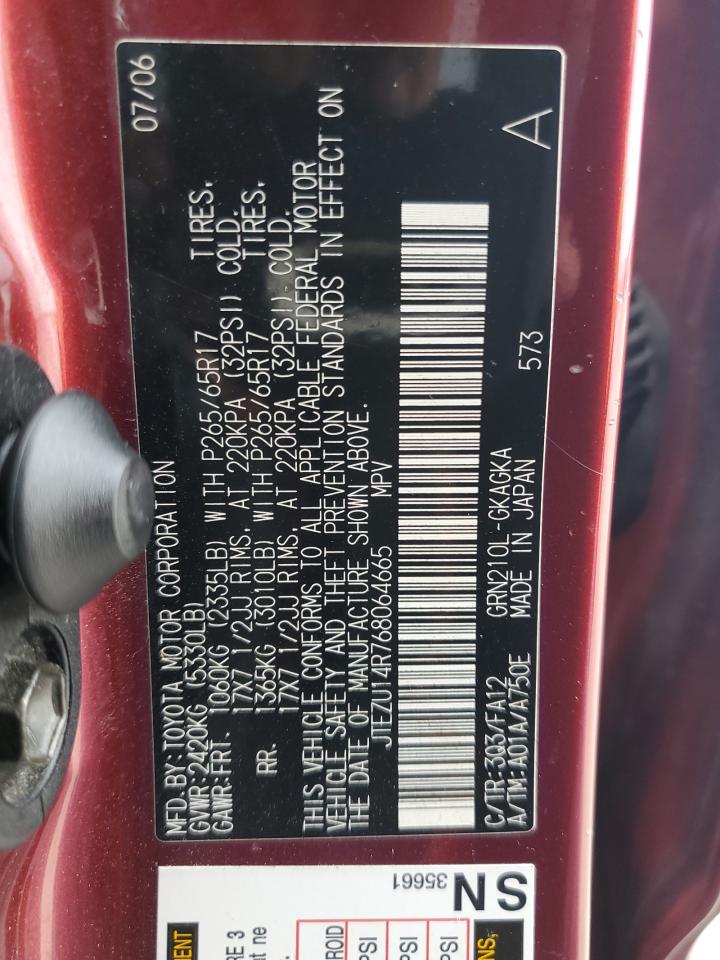 07/06
MFD. BY: TOYOTA MOTOR CORPORATION
GVWR: 2420KG (5330LB)
GAWR: FRT. 1060KG (2335LB) WITH P265/65R17 TIRES,
17X7 1/2JJ RIMS, AT 220KPA (32PSI) COLD.
RR. 1365KG (3010LB) WITH P265/65R17 TIRES,
17X7 1/2JJ RIMS, AT 220KPA (32PSI) COLD.
THIS VEHICLE CONFORMS TO ALL APPLICABLE FEDERAL MOTOR
VEHICLE SAFETY AND THEFT PREVENTION STANDARDS IN EFFECT ON
THE DATE OF MANUFACTURE SHOWN ABOVE.
JTEZU14R768064665 MPV
C/TR: 3Q3/FA12 GRN210L-GKAGKA
A/TM: A01A/A750E MADE IN JAPAN 573
A
SN
35661